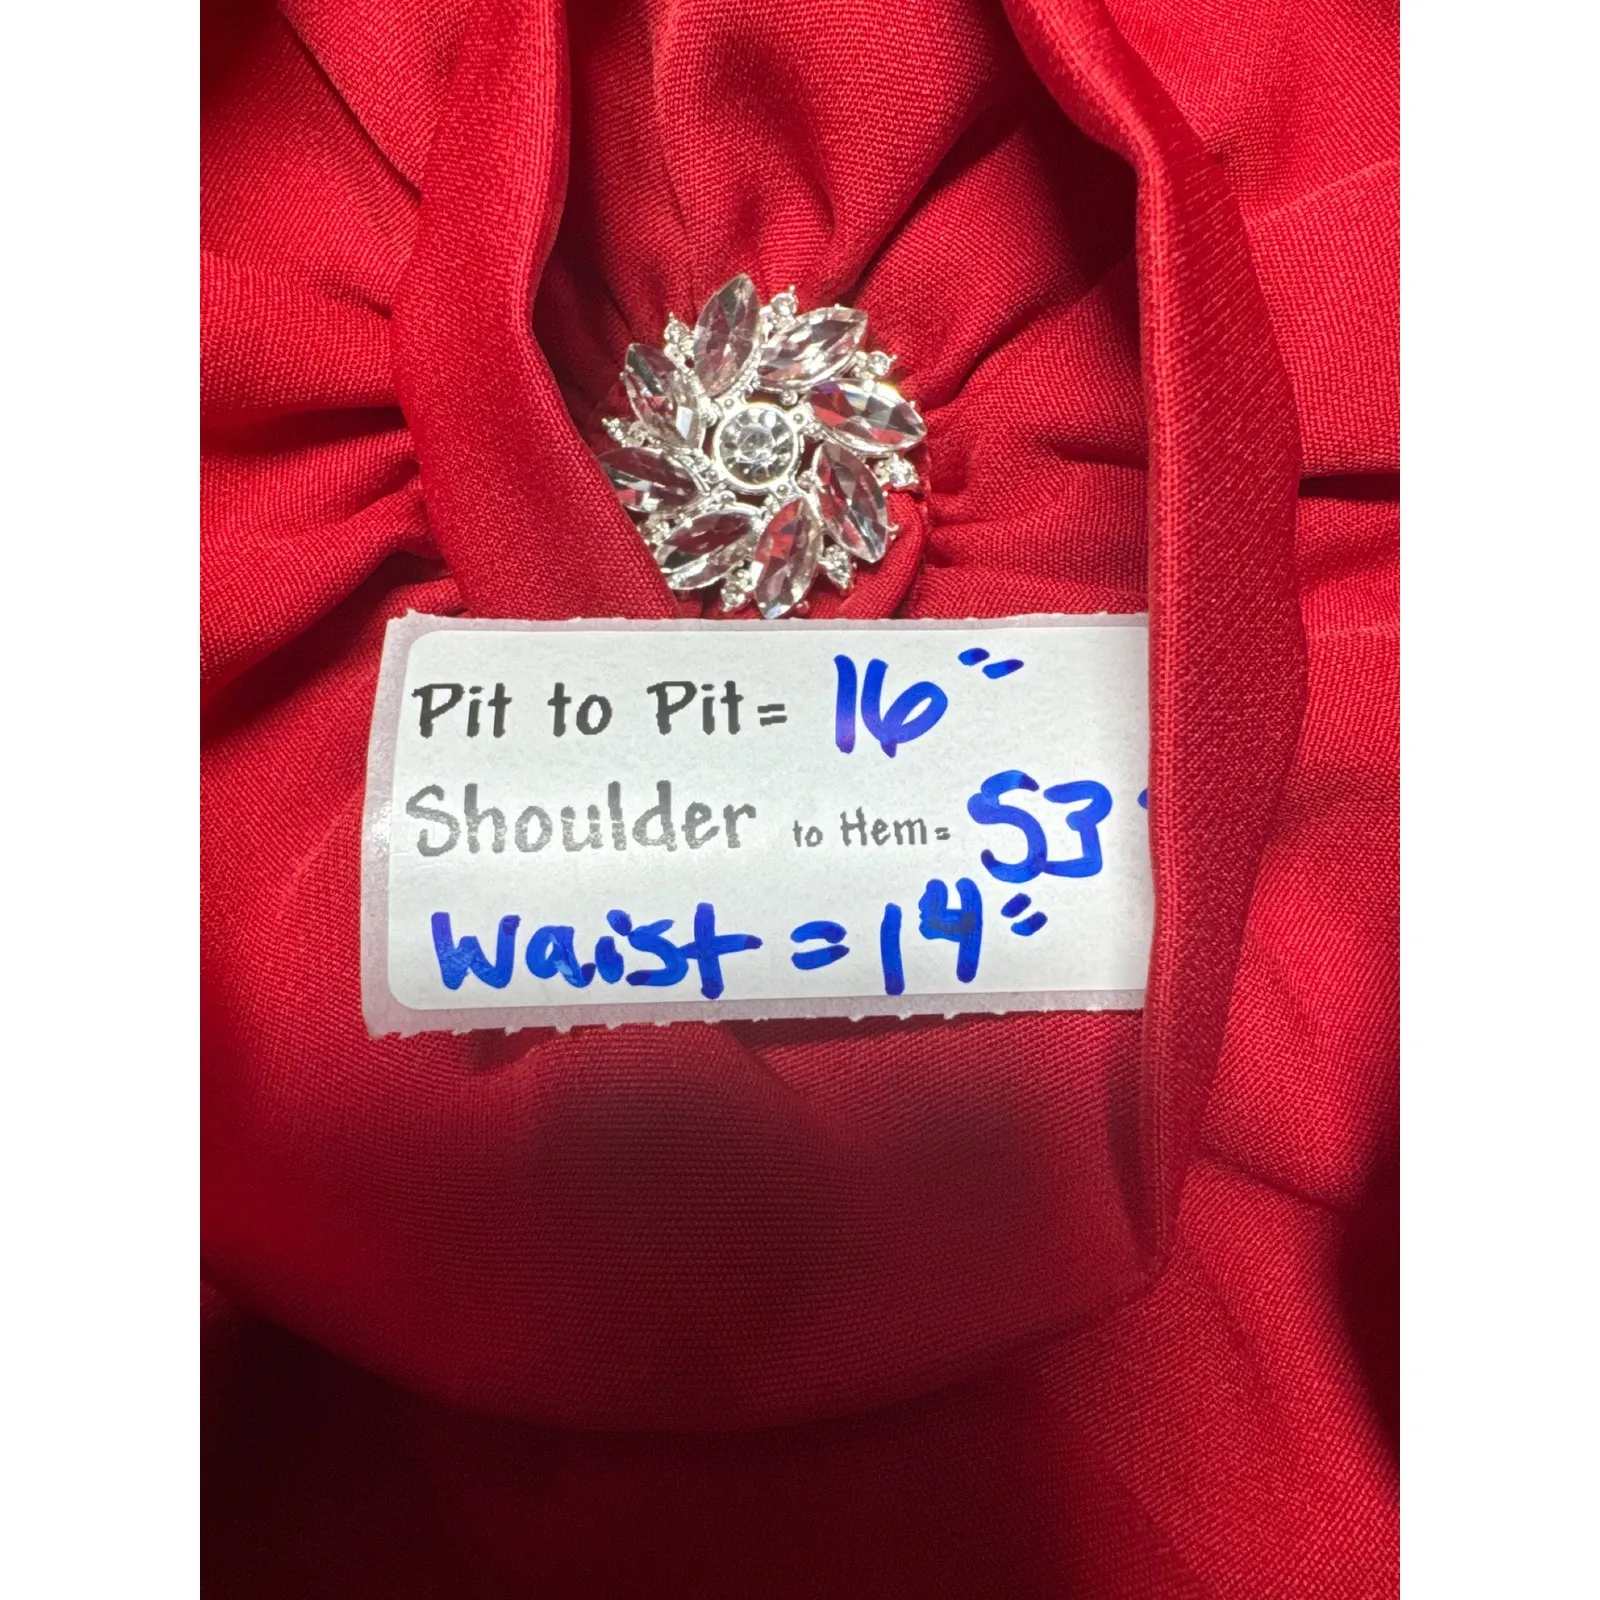 Pit to Pit= 16"
Shoulder to Hem= 53
Waist = 14"